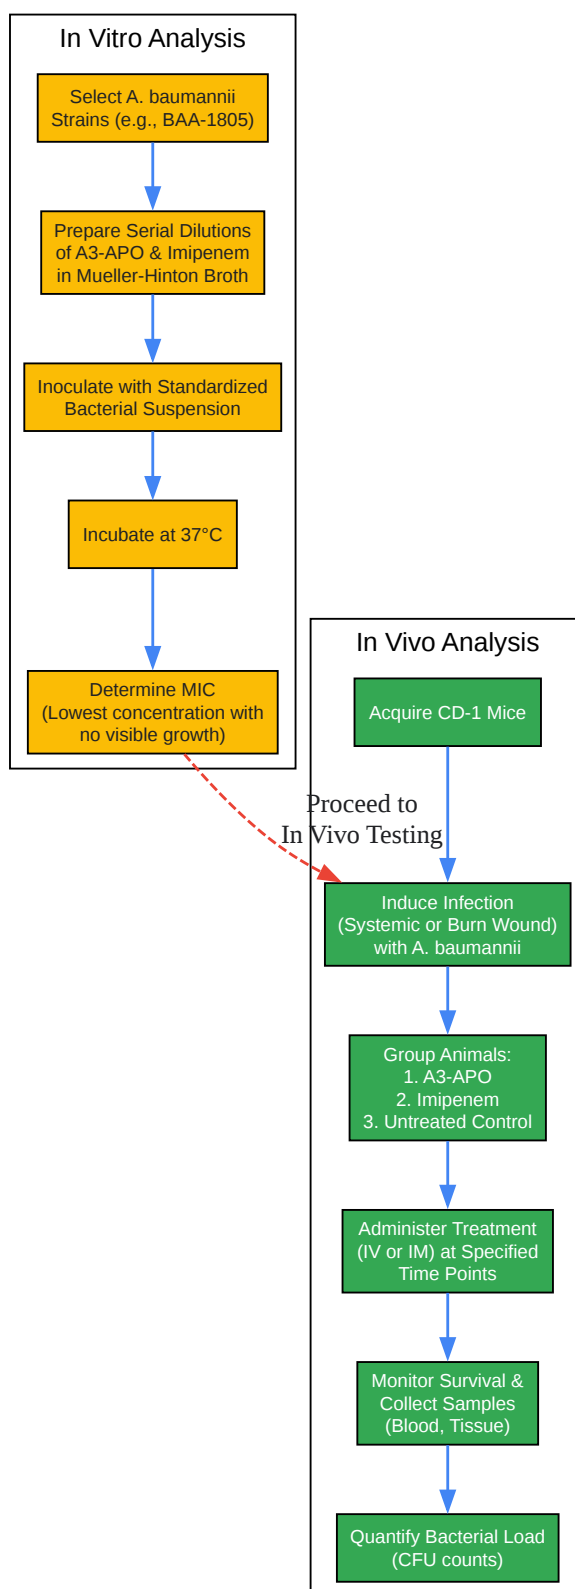 In Vitro Analysis
Select A. baumannii
Strains (e.g., BAA-1805)
Prepare Serial Dilutions
of A3-APO & Imipenem
in Mueller-Hinton Broth
Inoculate with Standardized
Bacterial Suspension
Incubate at 37°C
Determine MIC
(Lowest concentration with
no visible growth)
In Vivo Analysis
Acquire CD-1 Mice
Proceed to
In Vivo Testing
Induce Infection
(Systemic or Burn Wound)
with A. baumannii
Group Animals:
1. A3-APO
2. Imipenem
3. Untreated Control
Administer Treatment
(IV or IM) at Specified
Time Points
Monitor Survival &
Collect Samples
(Blood, Tissue)
Quantify Bacterial Load
(CFU counts)